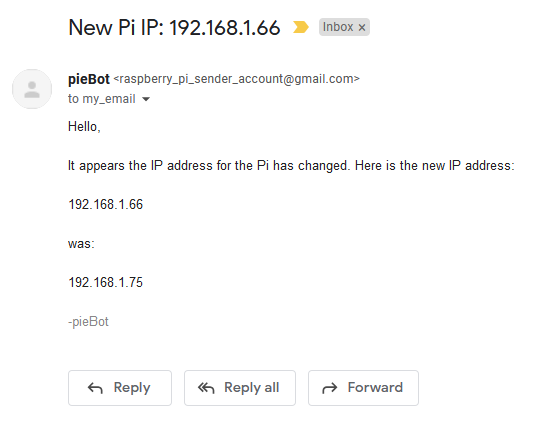 New Pi IP: 192.168.1.66 Inbox ×
pieBot <raspberry_pi_sender_account@gmail.com>
to my_email
Hello,
It appears the IP address for the Pi has changed. Here is the new IP address:
192.168.1.66
was:
192.168.1.75
-pieBot
Reply Reply all Forward